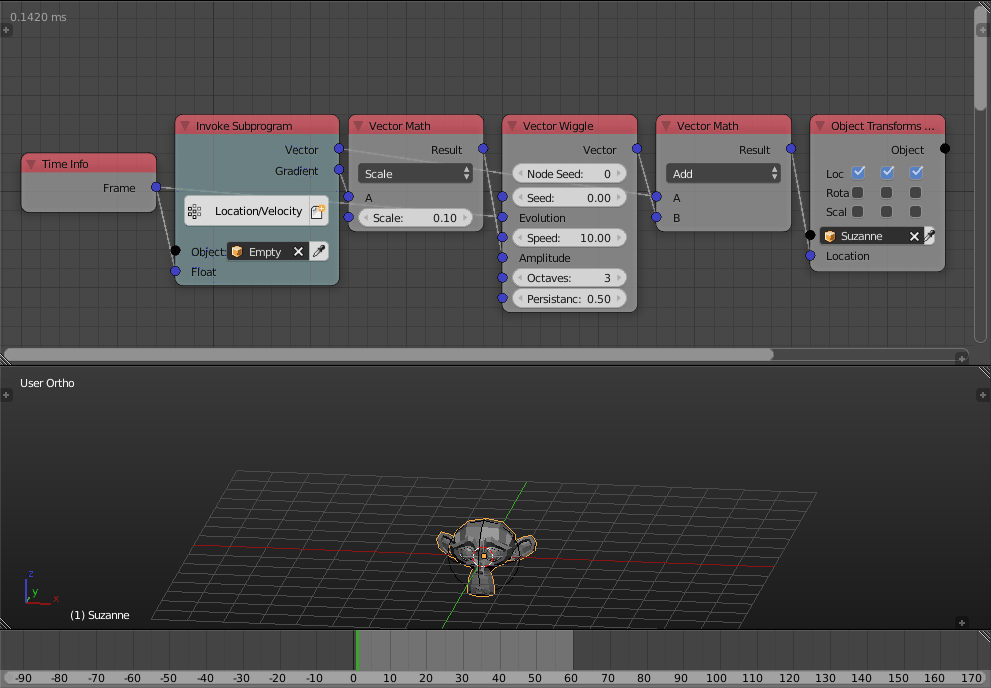 0.1420 ms
Time Info
Frame
Invoke Subprogram
Vector
Gradient
Location/Velocity
Object: Empty
Float
Vector Math
Result
Scale
A
Scale: 0.10
Vector Wiggle
Vector
Node Seed: 0
Seed: 0.00
Evolution
Speed: 10.00
Amplitude
Octaves: 3
Persistanc: 0.50
Vector Math
Result
Add
A
B
Object Transforms ...
Object
Loc
Rota
Scal
Suzanne
Location
User Ortho
z
y
x
(1) Suzanne
-90 -80 -70 -60 -50 -40 -30 -20 -10 0 10 20 30 40 50 60 70 80 90 100 110 120 130 140 150 160 170